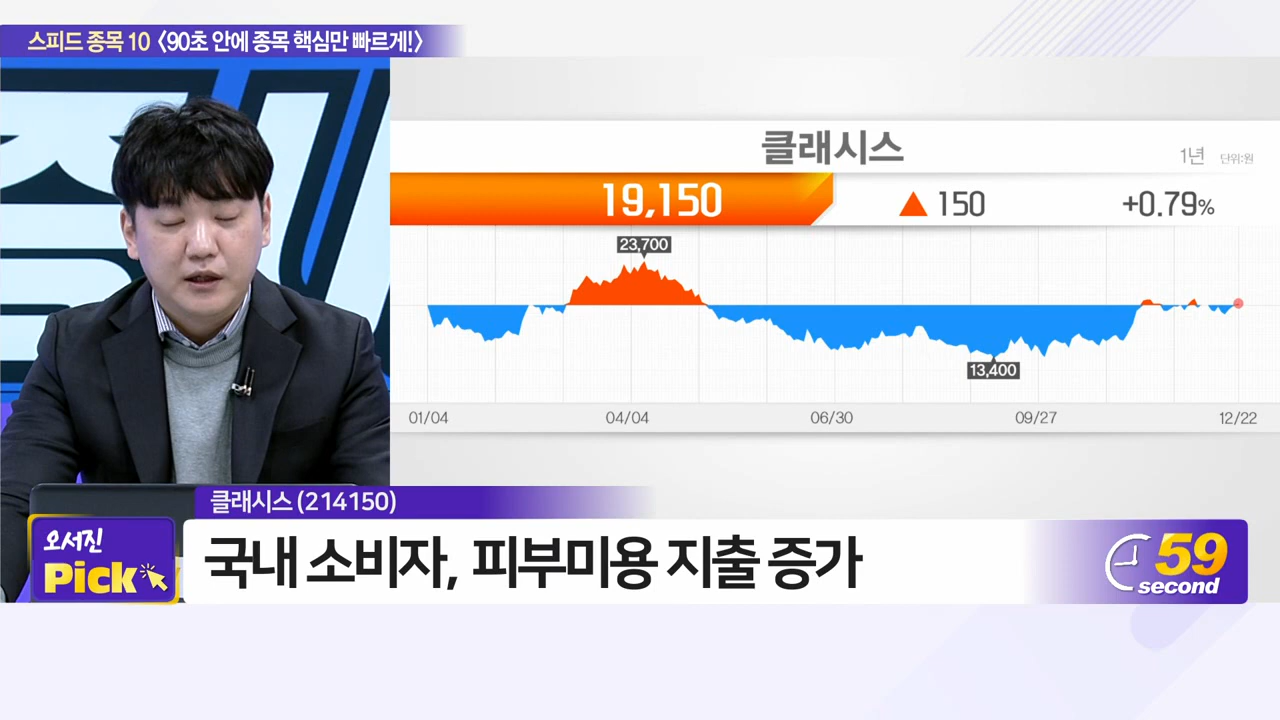 스피드 종목 10 〈90초 안에 종목 핵심만 빠르게!〉
클래시스
1년 단위:원
19,150
▲ 150
+0.79%
23,700
13,400
01/04
04/04
06/30
09/27
12/22
클래시스 (214150)
오서진
Pick
국내 소비자, 피부미용 지출 증가
59
second